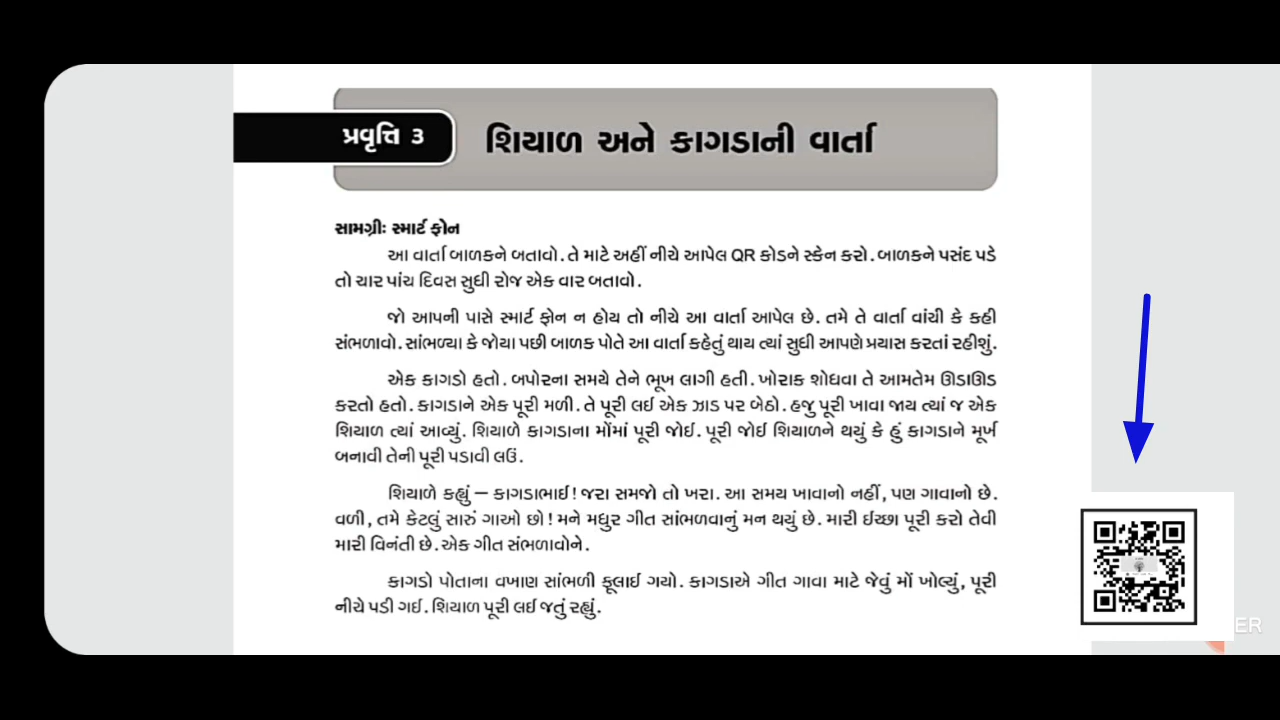 પ્રવૃત્તિ 3
શિયાળ અને કાગડાની વાર્તા
સામગ્રીઃ સ્માર્ટ ફોન
આ વાર્તા બાળકને બતાવો. તે માટે અહીં નીચે આપેલ QR કોડને સ્કેન કરો. બાળકને પસંદ પડે
તો ચાર પાંચ દિવસ સુધી રોજ એક વાર બતાવો.
જો આપની પાસે સ્માર્ટ ફોન ન હોય તો નીચે આ વાર્તા આપેલ છે. તમે તે વાર્તા વાંચી કે કહી
સંભળાવો. સાંભળ્યા કે જોયા પછી બાળક પોતે આ વાર્તા કહેતું થાય ત્યાં સુધી આપણે પ્રયાસ કરતાં રહીશું.
એક કાગડો હતો. બપોરના સમયે તેને ભૂખ લાગી હતી. ખોરાક શોધવા તે આમતેમ ઊડાઊડ
કરતો હતો. કાગડાને એક પૂરી મળી. તે પૂરી લઈ એક ઝાડ પર બેઠો. હજુ પૂરી ખાવા જાય ત્યાં જ એક
શિયાળ ત્યાં આવ્યું. શિયાળે કાગડાના મોંમાં પૂરી જોઈ. પૂરી જોઈ શિયાળને થયું કે હું કાગડાને મૂર્ખ
બનાવી તેની પૂરી પડાવી લઉં.
શિયાળે કહ્યું – કાગડાભાઈ! જરા સમજો તો ખરા. આ સમય ખાવાનો નહીં, પણ ગાવાનો છે.
વળી, તમે કેટલું સારું ગાઓ છો! મને મધુર ગીત સાંભળવાનું મન થયું છે. મારી ઈચ્છા પૂરી કરો તેવી
મારી વિનંતી છે. એક ગીત સંભળાવોને.
કાગડો પોતાના વખાણ સાંભળી ફૂલાઈ ગયો. કાગડાએ ગીત ગાવા માટે જેવું મોં ખોલ્યું, પૂરી
નીચે પડી ગઈ. શિયાળ પૂરી લઈ જતું રહ્યું.
ER